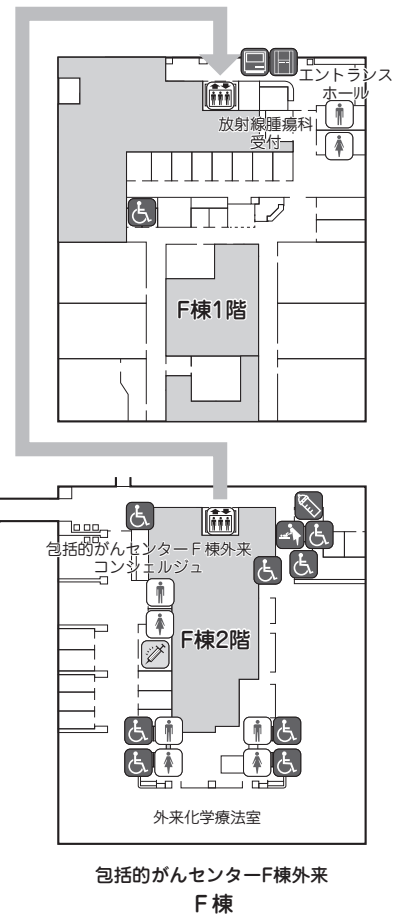 エントランス
ホール
放射線腫瘍科
受付
F棟1階
包括的がんセンターF棟外来
コンシェルジュ
F棟2階
外来化学療法室
包括的がんセンターF棟外来
F棟